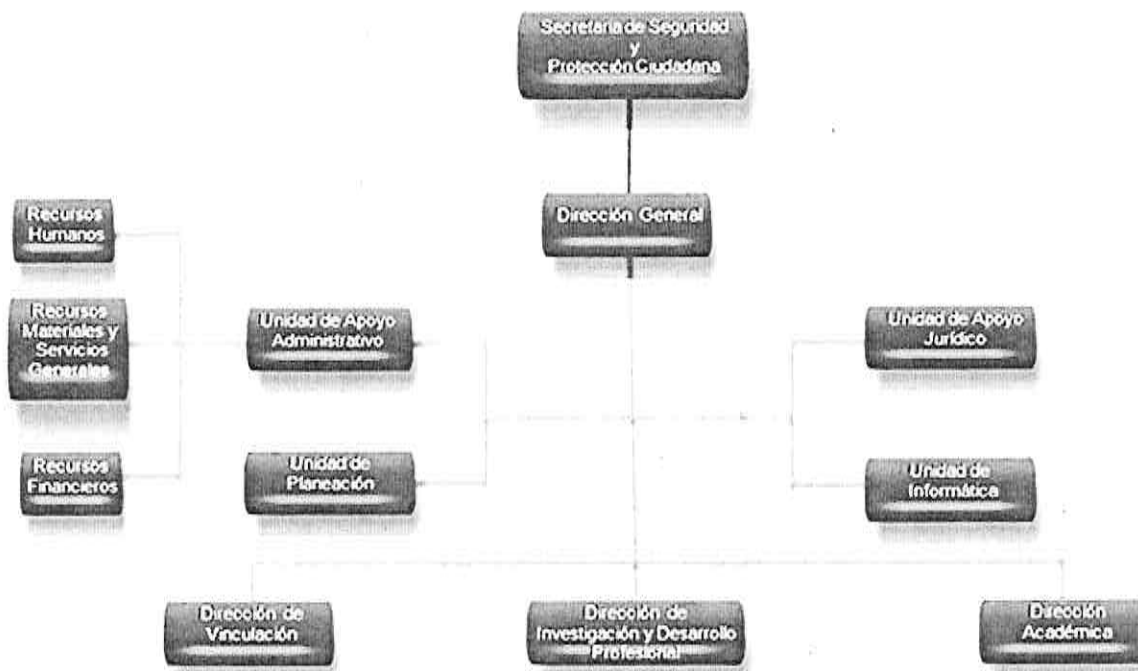 Secretaria de Seguridad
y
Protección Ciudadana
Dirección General
Recursos
Humanos
Recursos
Materiales y
Servicios
Generales
Unidad de Apoyo
Administrativo
Unidad de Apoyo
Jurídico
Recursos
Financieros
Unidad de
Planeación
Unidad de
Informática
Dirección de
Vinculación
Dirección de
Investigación y Desarrollo
Profesional
Dirección
Académica